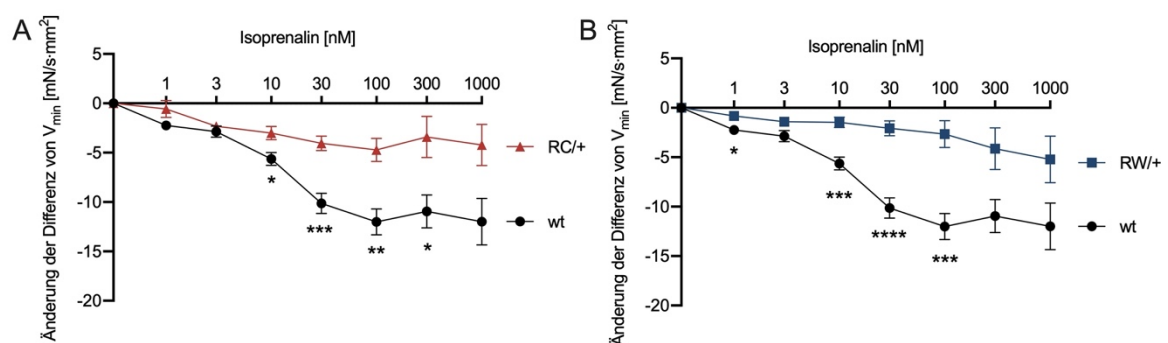 A
Isoprenalin [nM]
Änderung der Differenz von Vmin [mN/s·mm²]
5
1 3 10 30 100 300 1000
0
-5
-10
-15
-20
* *** ** *
RC/+
wt
B
Isoprenalin [nM]
Änderung der Differenz von Vmin [mN/s·mm²]
5
1 3 10 30 100 300 1000
0
-5
-10
-15
-20
* *** **** ***
RW/+
wt